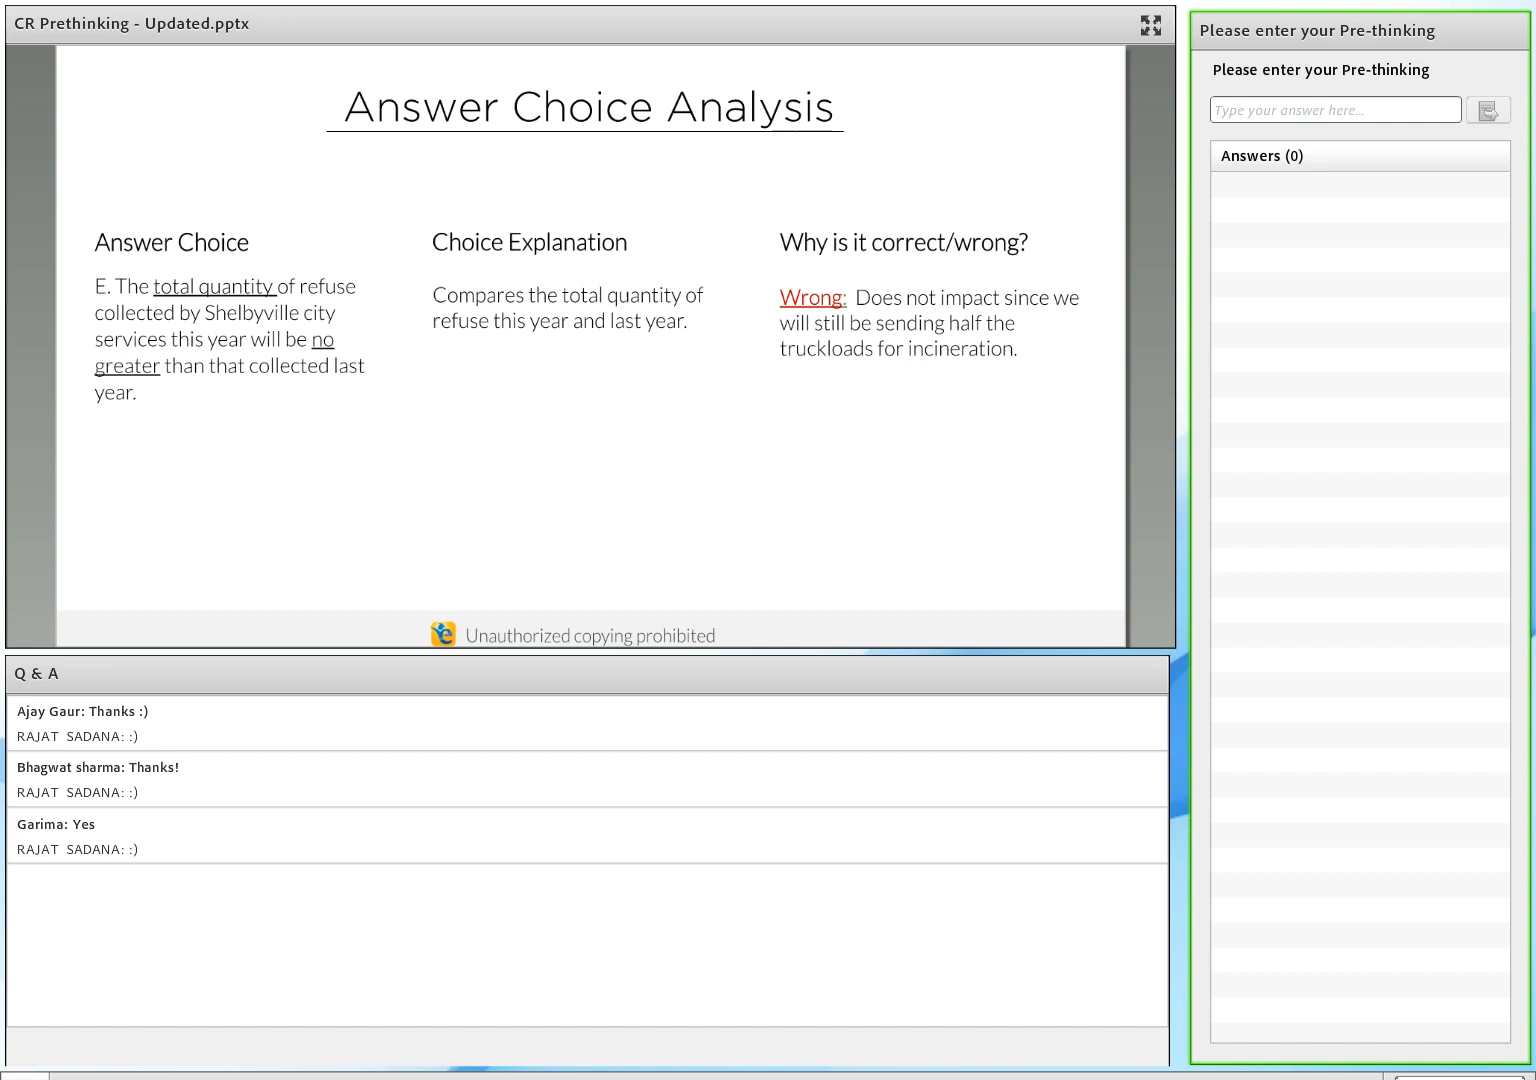 CR Prethinking - Updated.pptx
Answer Choice Analysis
Answer Choice
E. The total quantity of refuse
collected by Shelbyville city
services this year will be no
greater than that collected last
year.
Choice Explanation
Compares the total quantity of
refuse this year and last year.
Why is it correct/wrong?
Wrong: Does not impact since we
will still be sending half the
truckloads for incineration.
Unauthorized copying prohibited
Q & A
Ajay Gaur: Thanks :)
RAJAT SADANA: :)
Bhagwat sharma: Thanks!
RAJAT SADANA: :)
Garima: Yes
RAJAT SADANA: :)
Please enter your Pre-thinking
Please enter your Pre-thinking
Type your answer here...
Answers (0)